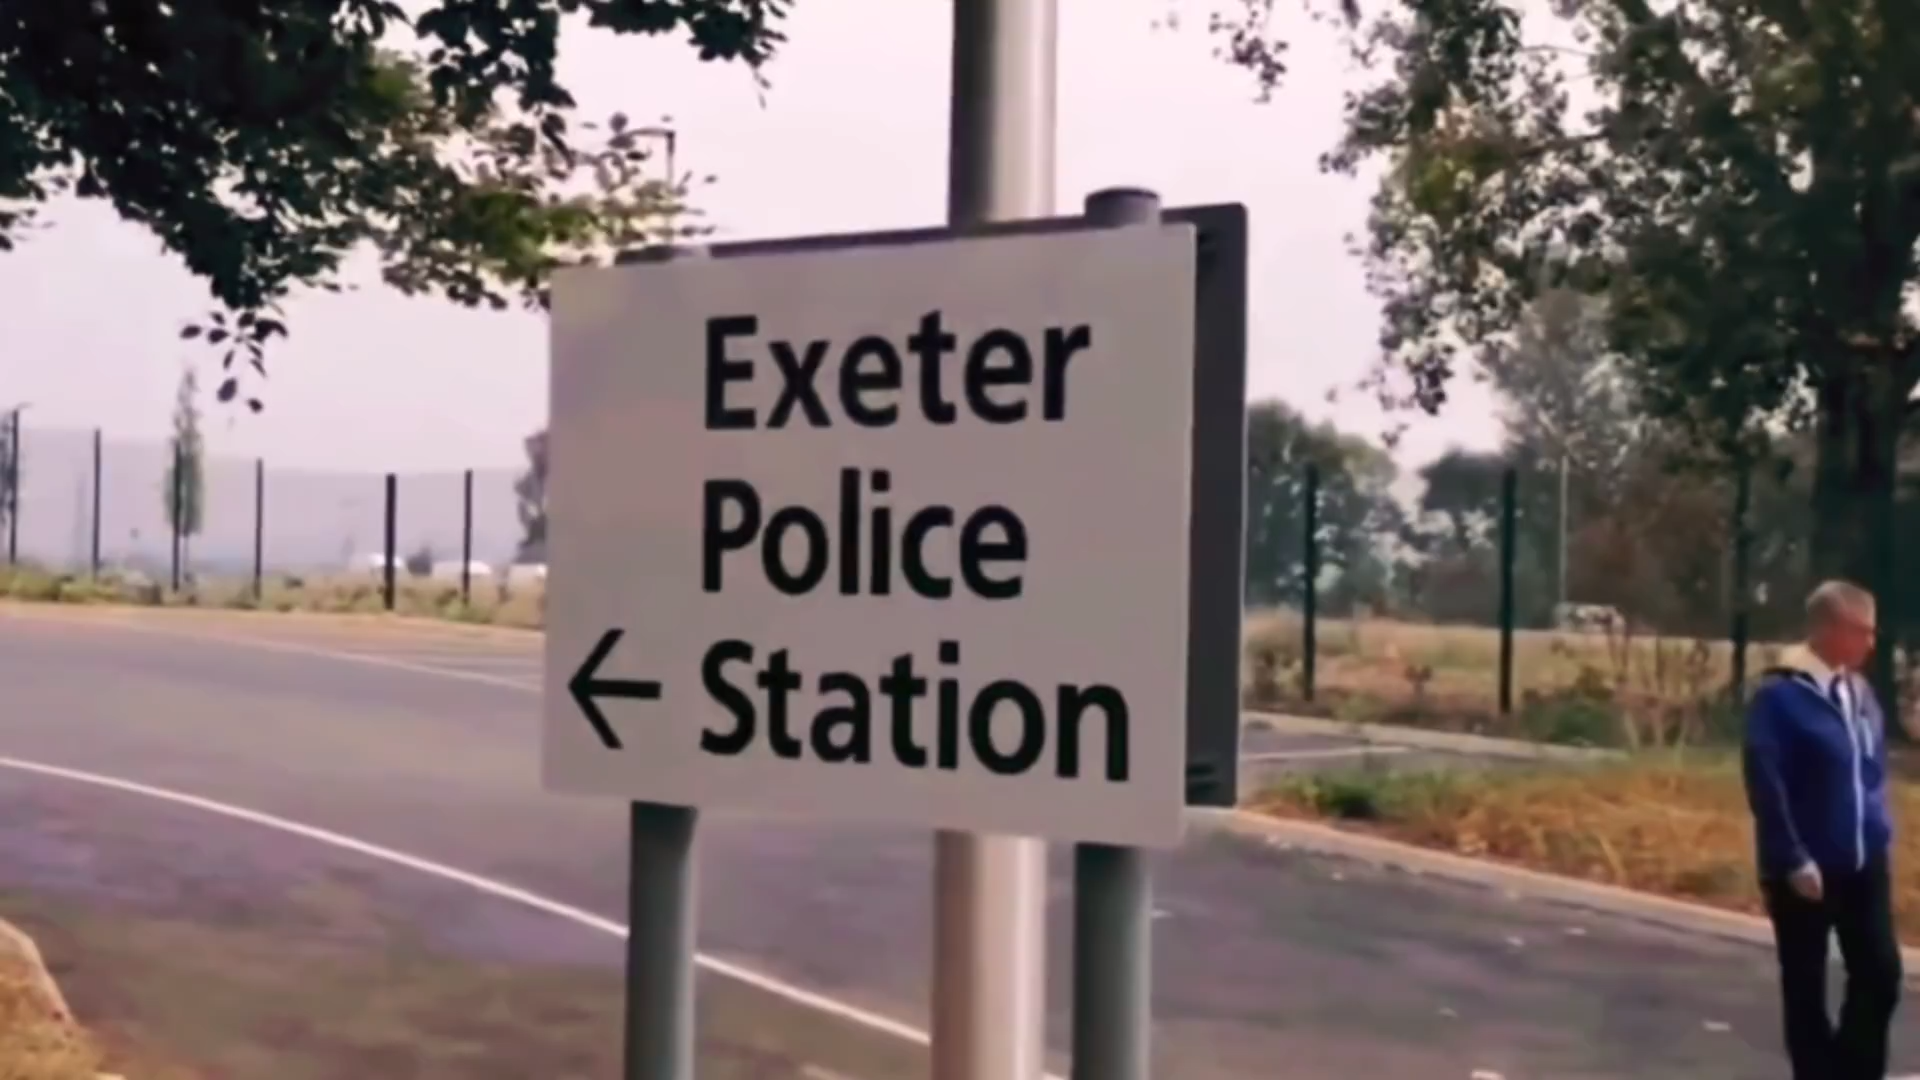 Exeter
Police
← Station